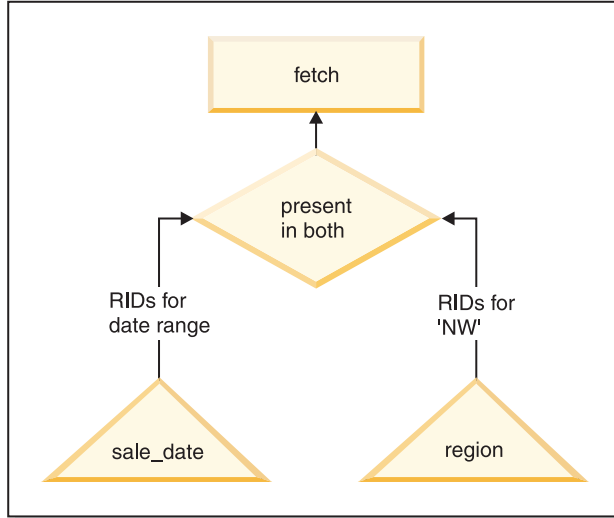 fetch
present
in both
RIDs for
date range
RIDs for
'NW'
sale_date
region